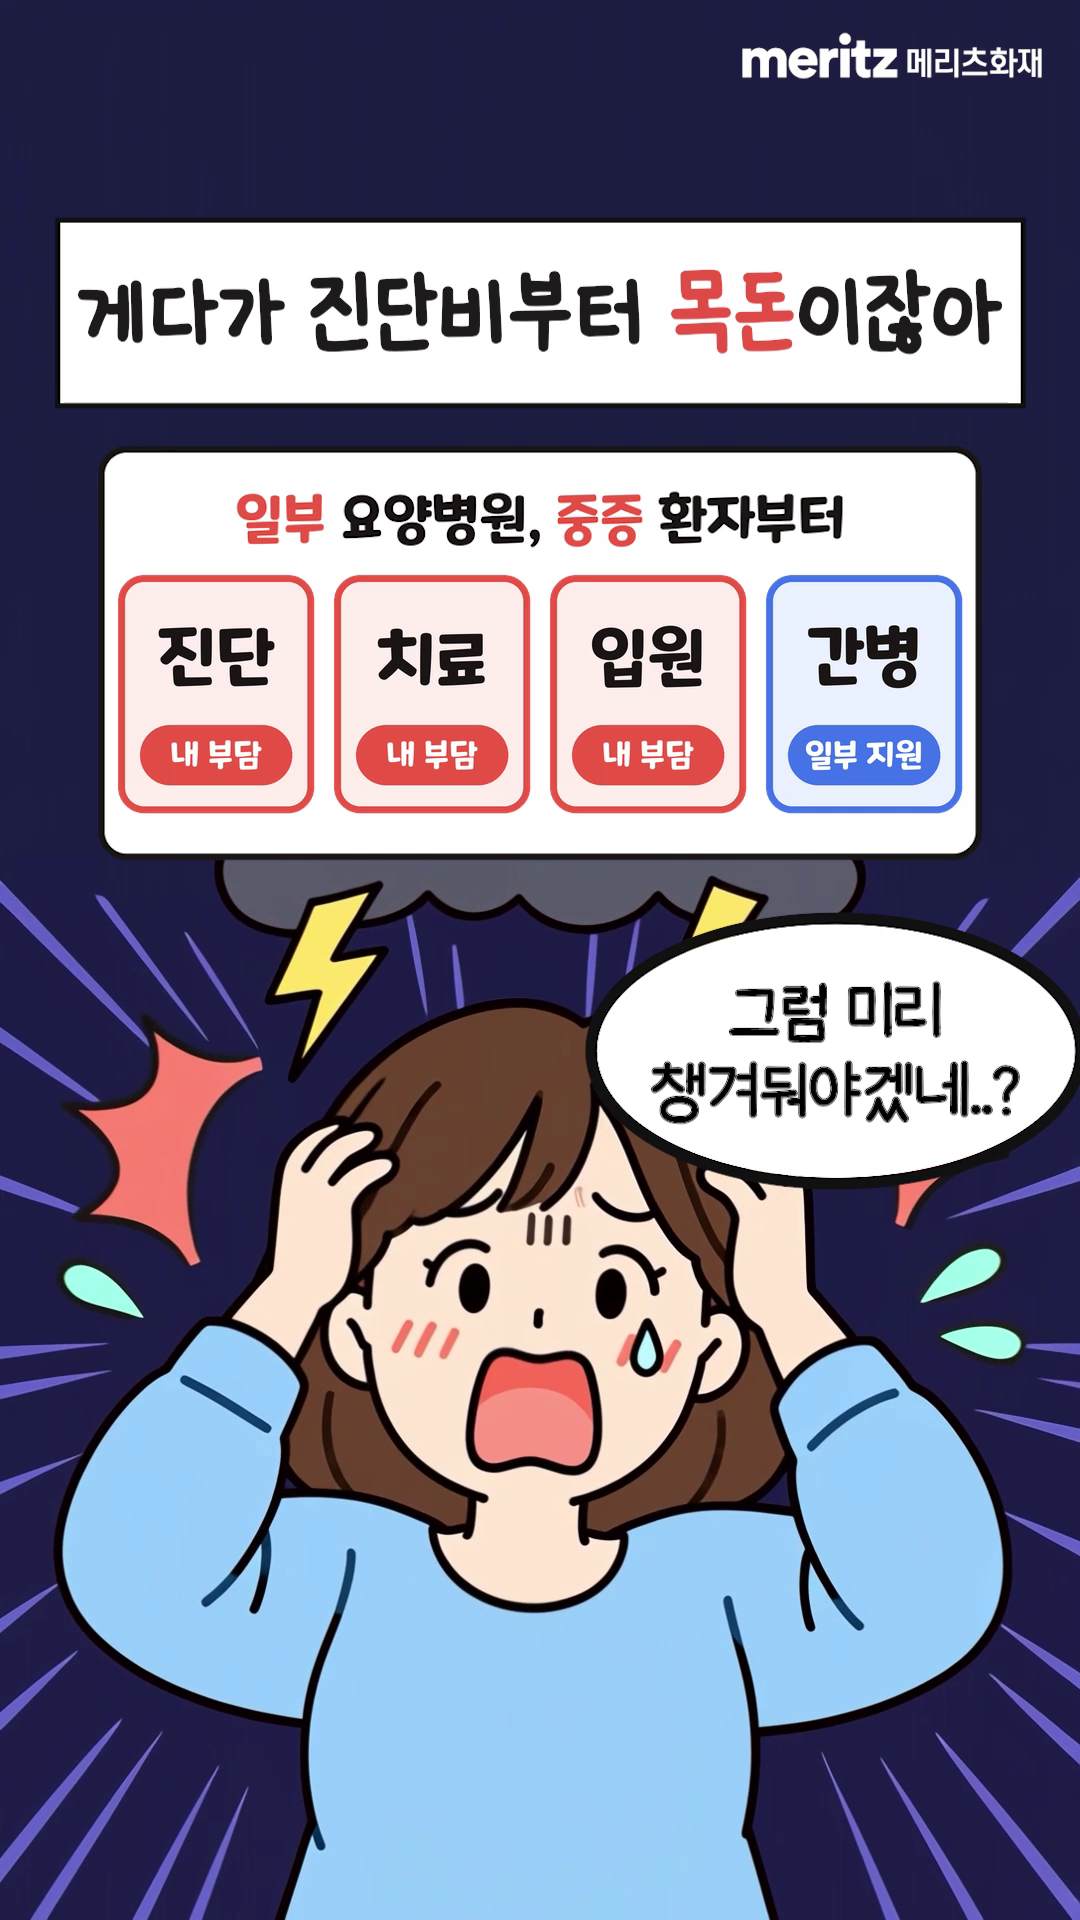 meritz 메리츠화재
게다가 진단비부터 목돈이잖아
일부 요양병원, 중증 환자부터
진단 치료 입원 간병
내 부담 내 부담 내 부담 일부 지원
그럼 미리
챙겨둬야겠네..?